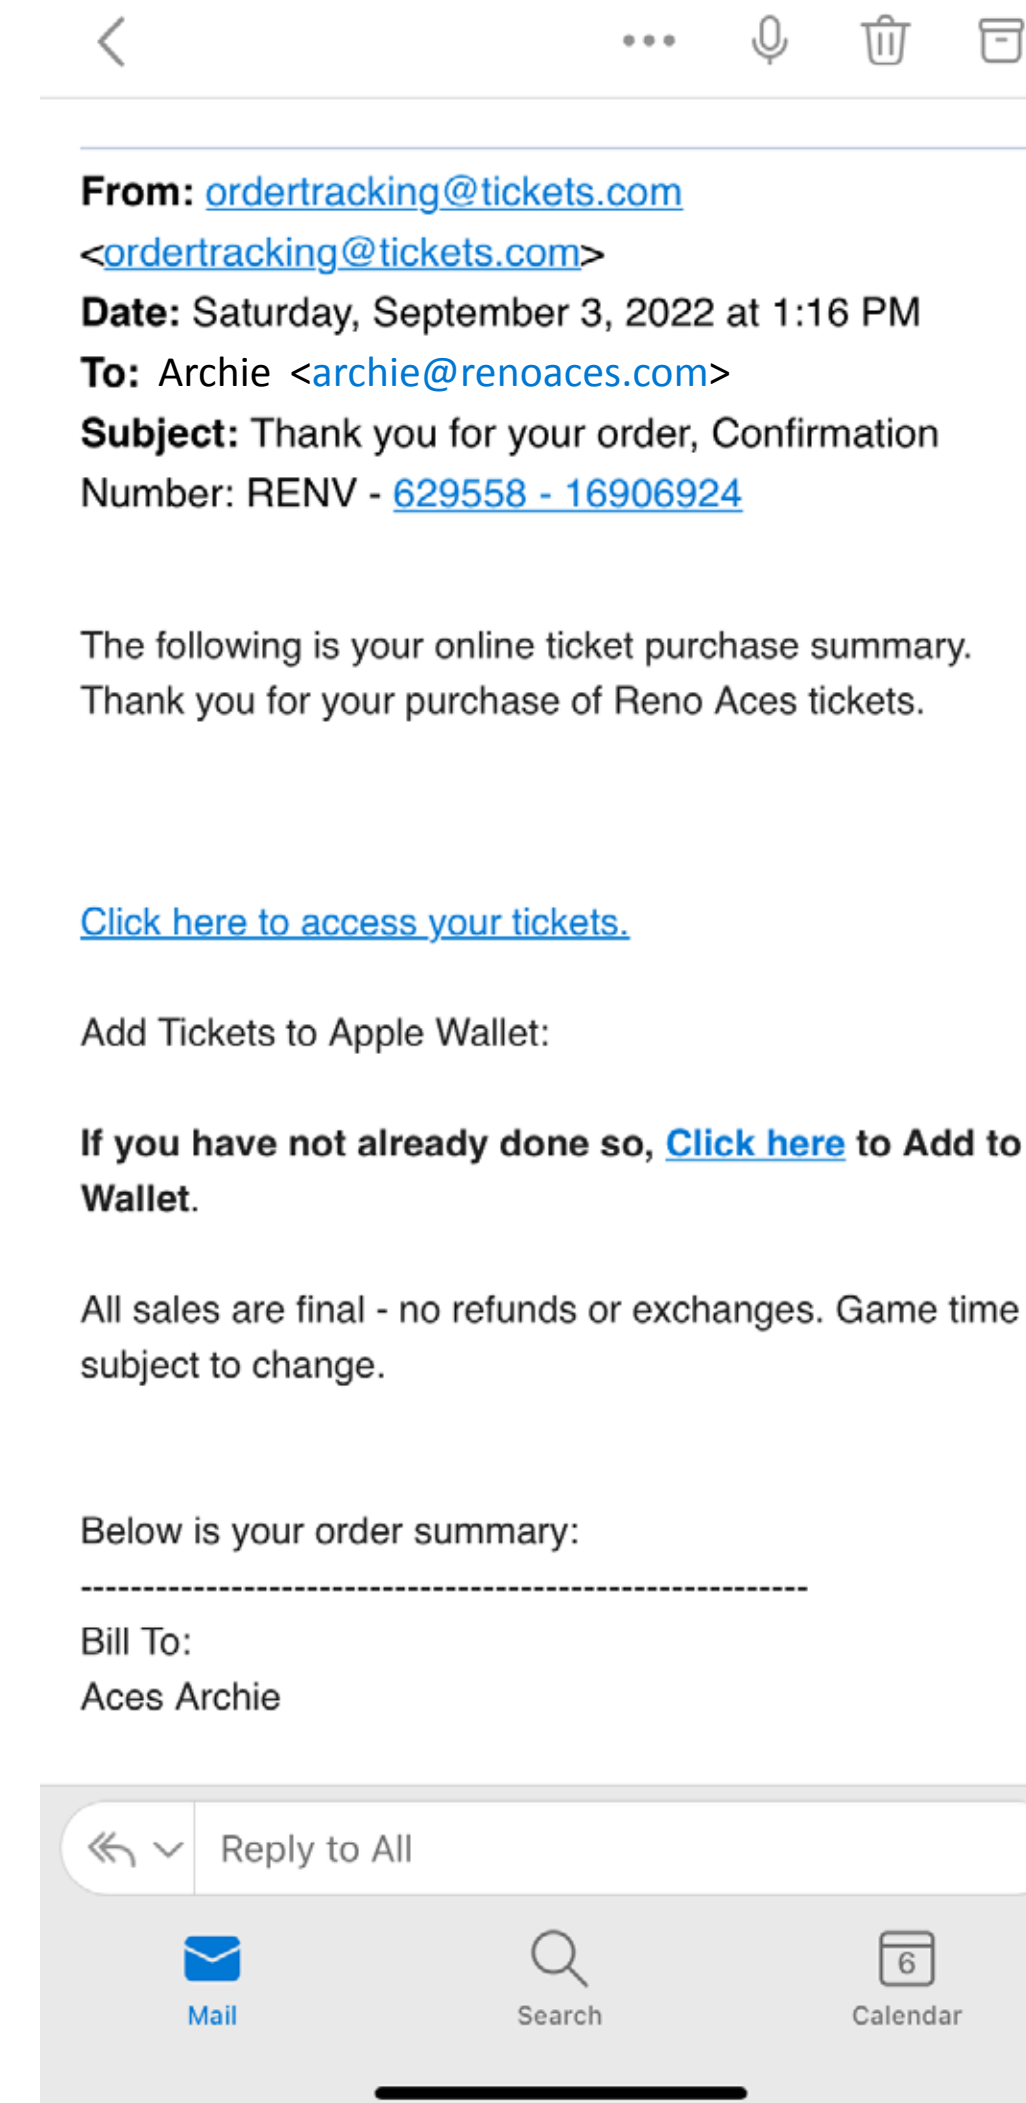 From: ordertracking@tickets.com
<ordertracking@tickets.com>
Date: Saturday, September 3, 2022 at 1:16 PM
To: Archie <archie@renoaces.com>
Subject: Thank you for your order, Confirmation
Number: RENV - 629558 - 16906924
The following is your online ticket purchase summary.
Thank you for your purchase of Reno Aces tickets.
Click here to access your tickets.
Add Tickets to Apple Wallet:
If you have not already done so, Click here to Add to
Wallet.
All sales are final - no refunds or exchanges. Game time
subject to change.
Below is your order summary:
--------------------------------------------------------
Bill To:
Aces Archie
Reply to All
6
Mail Search Calendar